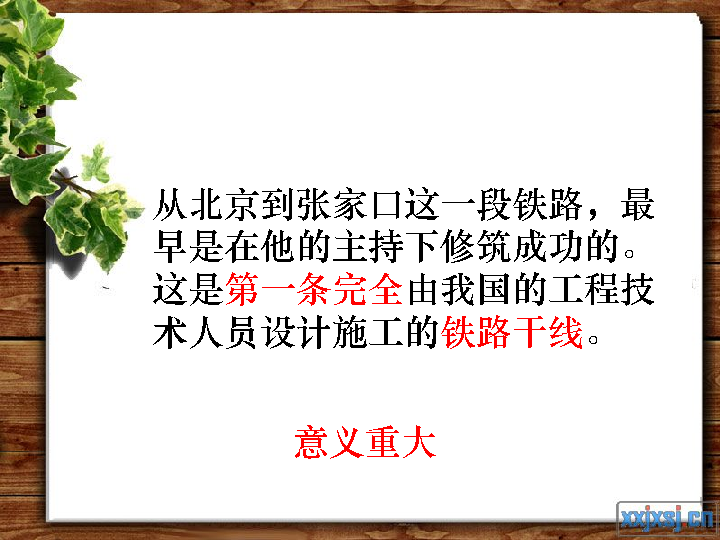 从北京到张家口这一段铁路，最
早是在他的主持下修筑成功的。
这是第一条完全由我国的工程技
术人员设计施工的铁路干线。
意义重大
xxjxsj.cn